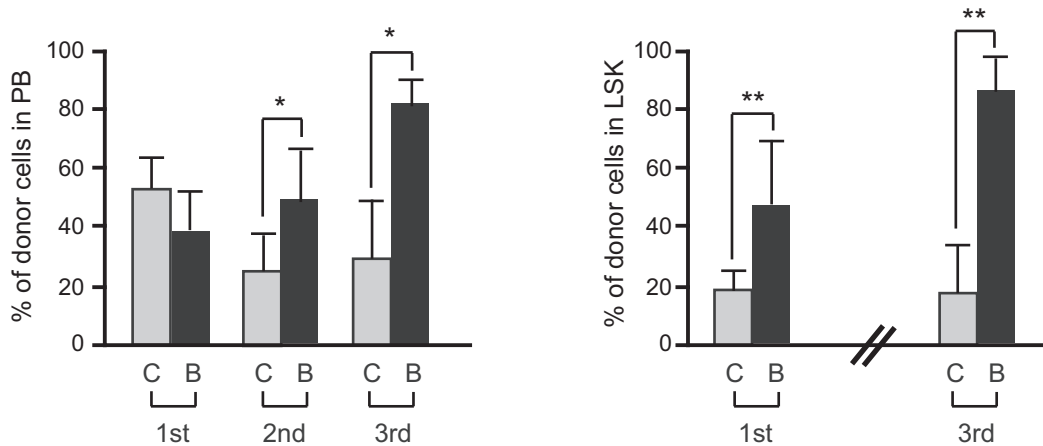 % of donor cells in PB
100
80
60
40
20
0
*
*
C B C B C B
1st 2nd 3rd
% of donor cells in LSK
100
80
60
40
20
0
**
**
C B C B
1st 3rd